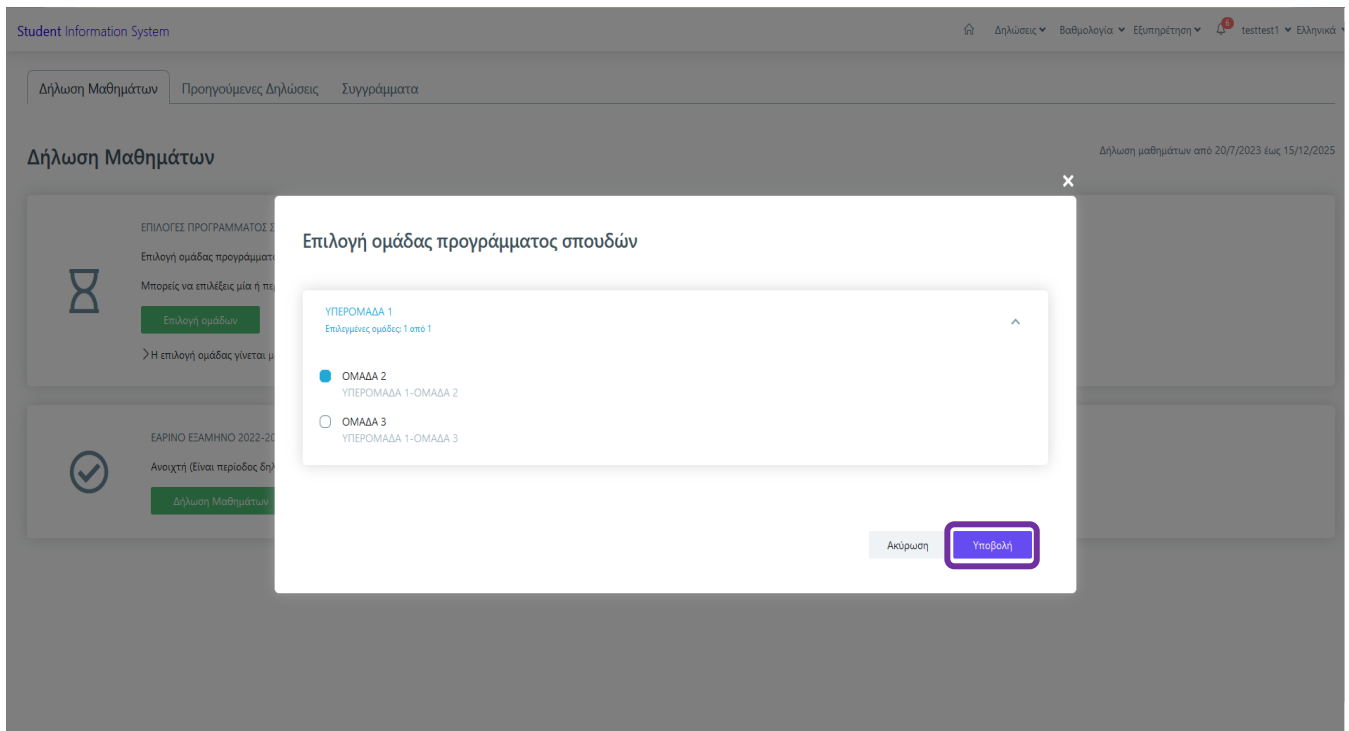 Student Information System
Δηλώσεις Βαθμολογία Εξυπηρέτηση 6 testtest1 Ελληνικά
Δήλωση Μαθημάτων Προηγούμενες Δηλώσεις Συγγράμματα
Δήλωση Μαθημάτων
Δήλωση μαθημάτων από 20/7/2023 έως 15/12/2025
ΕΠΙΛΟΓΕΣ ΠΡΟΓΡΑΜΜΑΤΟΣ Σ
Επιλογή ομάδας προγράμματο
Μπορείς να επιλέξεις μία ή πε
Επιλογή ομάδων
Η επιλογή ομάδας γίνεται μ
ΕΑΡΙΝΟ ΕΞΑΜΗΝΟ 2022-20
Ανοιχτή (Είναι περίοδος δηλ
Δήλωση Μαθημάτων
Επιλογή ομάδας προγράμματος σπουδών
ΥΠΕΡΟΜΑΔΑ 1
Επιλεγμένες ομάδες: 1 από 1
ΟΜΑΔΑ 2
ΥΠΕΡΟΜΑΔΑ 1-ΟΜΑΔΑ 2
ΟΜΑΔΑ 3
ΥΠΕΡΟΜΑΔΑ 1-ΟΜΑΔΑ 3
Ακύρωση Υποβολή